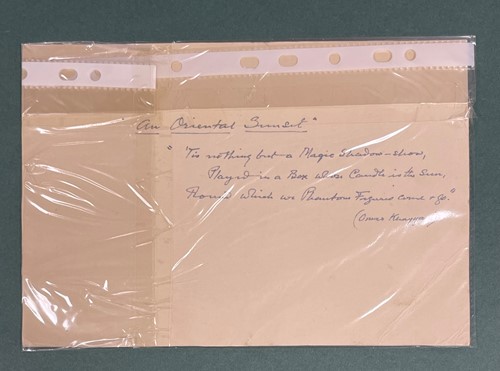 "An Oriental Sunset"
"'Tis nothing but a Magic Shadow-show,
Play'd in a Box whose Candle is the Sun,
Round which we Phantom Figures come & go."
(Omar Khayyam)